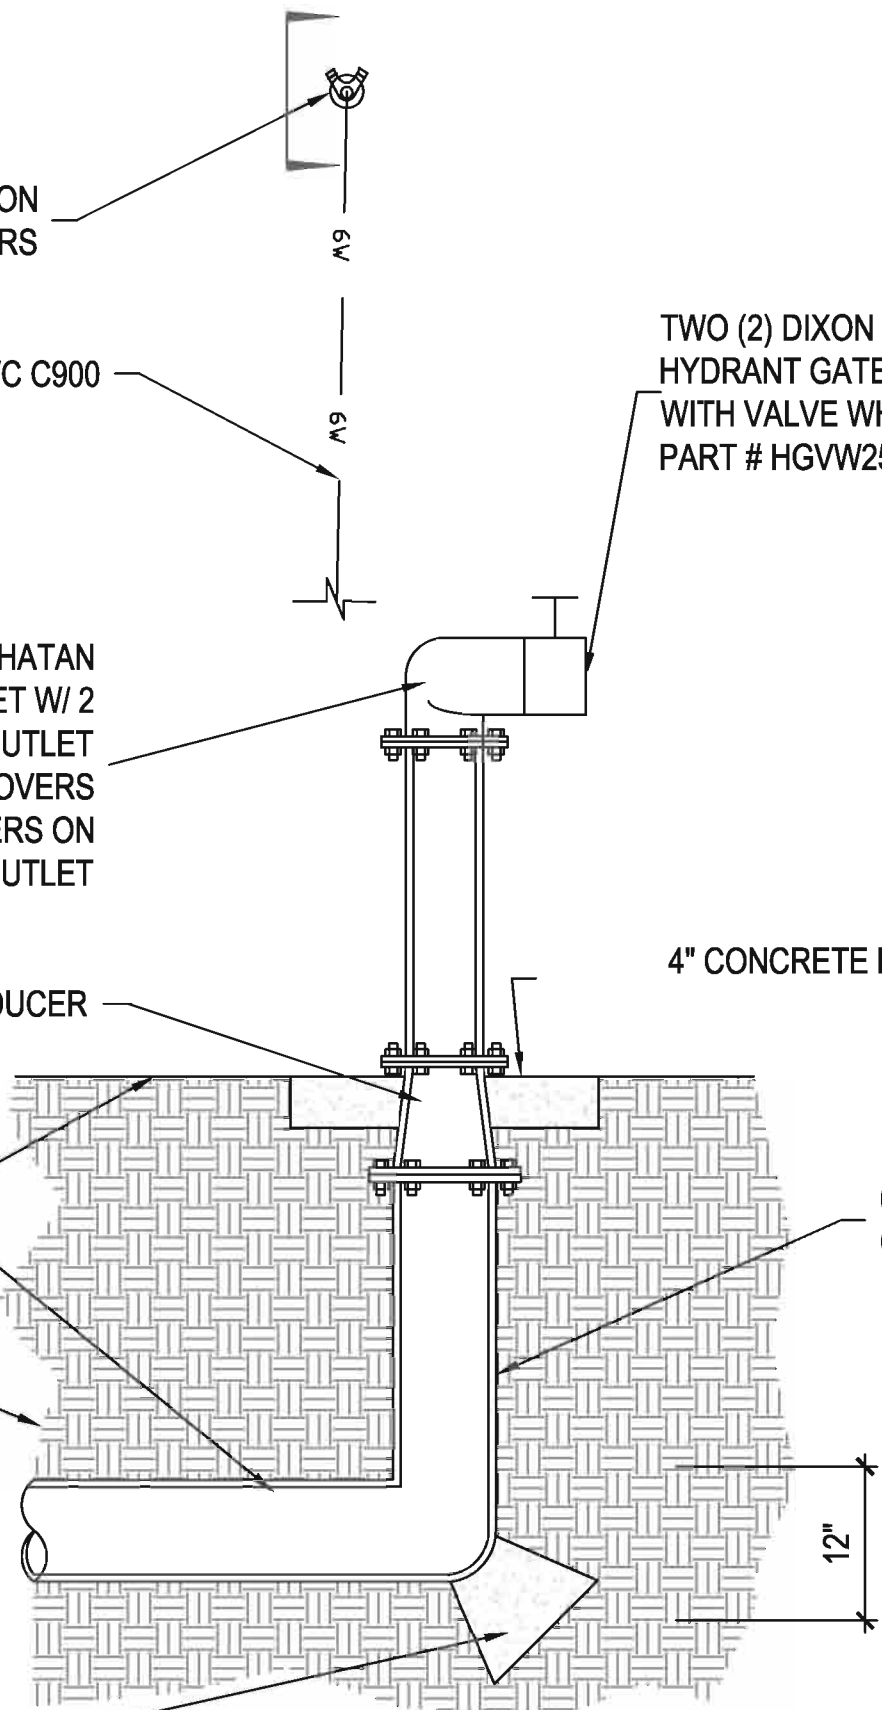 ON
RS
6W
C C900
6W
TWO (2) DIXON
HYDRANT GATE
WITH VALVE WH
PART # HGVW25
HATAN
ET W/ 2
UTLET
OVERS
ERS ON
UTLET
4" CONCRETE
DUCER
12"